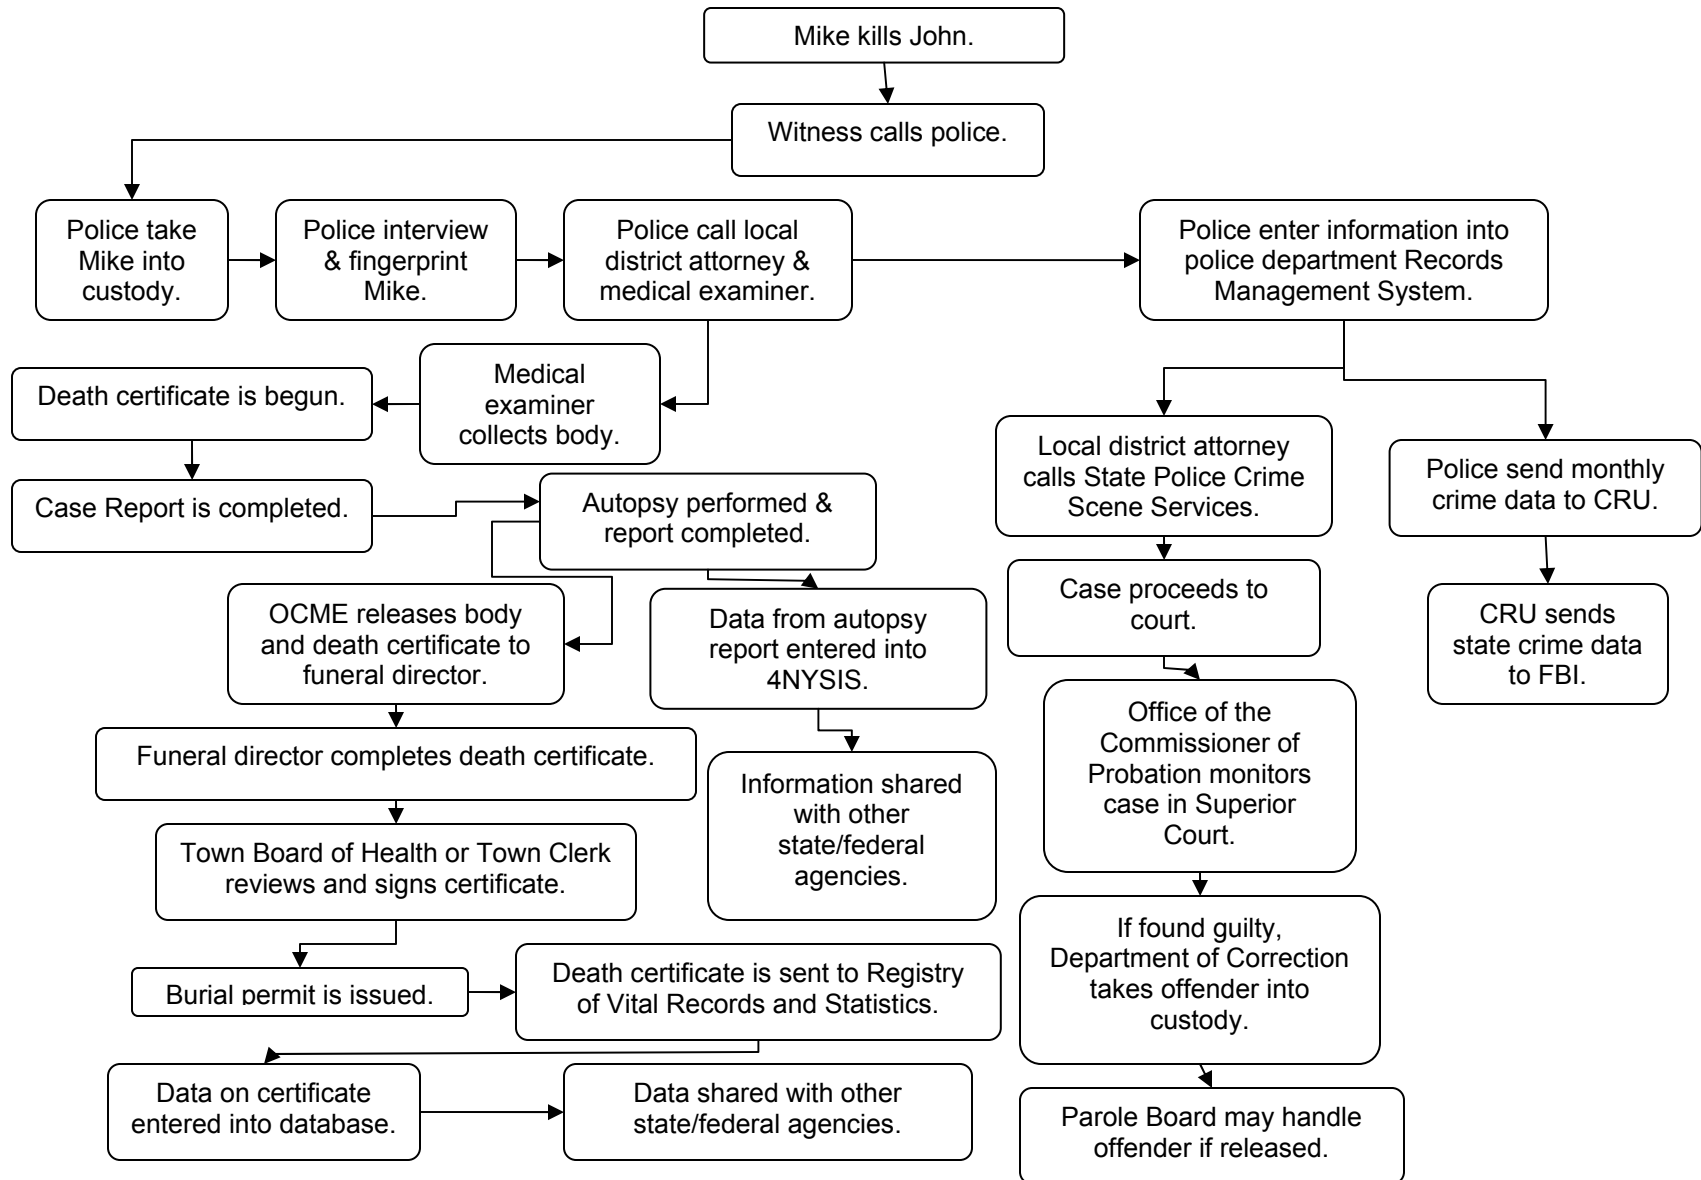 Mike kills John.
Witness calls police.
Police take
Mike into
custody.
Police interview
& fingerprint
Mike.
Police call local
district attorney &
medical examiner.
Police enter information into
police department Records
Management System.
Medical
examiner
collects body.
Death certificate is begun.
Case Report is completed.
Autopsy performed &
report completed.
Local district attorney
calls State Police Crime
Scene Services.
Police send monthly
crime data to CRU.
OCME releases body
and death certificate to
funeral director.
Data from autopsy
report entered into
4NYSIS.
Case proceeds to
court.
CRU sends
state crime data
to FBI.
Funeral director completes death certificate.
Information shared
with other
state/federal
agencies.
Office of the
Commissioner of
Probation monitors
case in Superior
Court.
Town Board of Health or Town Clerk
reviews and signs certificate.
Burial permit is issued.
Death certificate is sent to Registry
of Vital Records and Statistics.
If found guilty,
Department of Correction
takes offender into
custody.
Data on certificate
entered into database.
Data shared with other
state/federal agencies.
Parole Board may handle
offender if released.